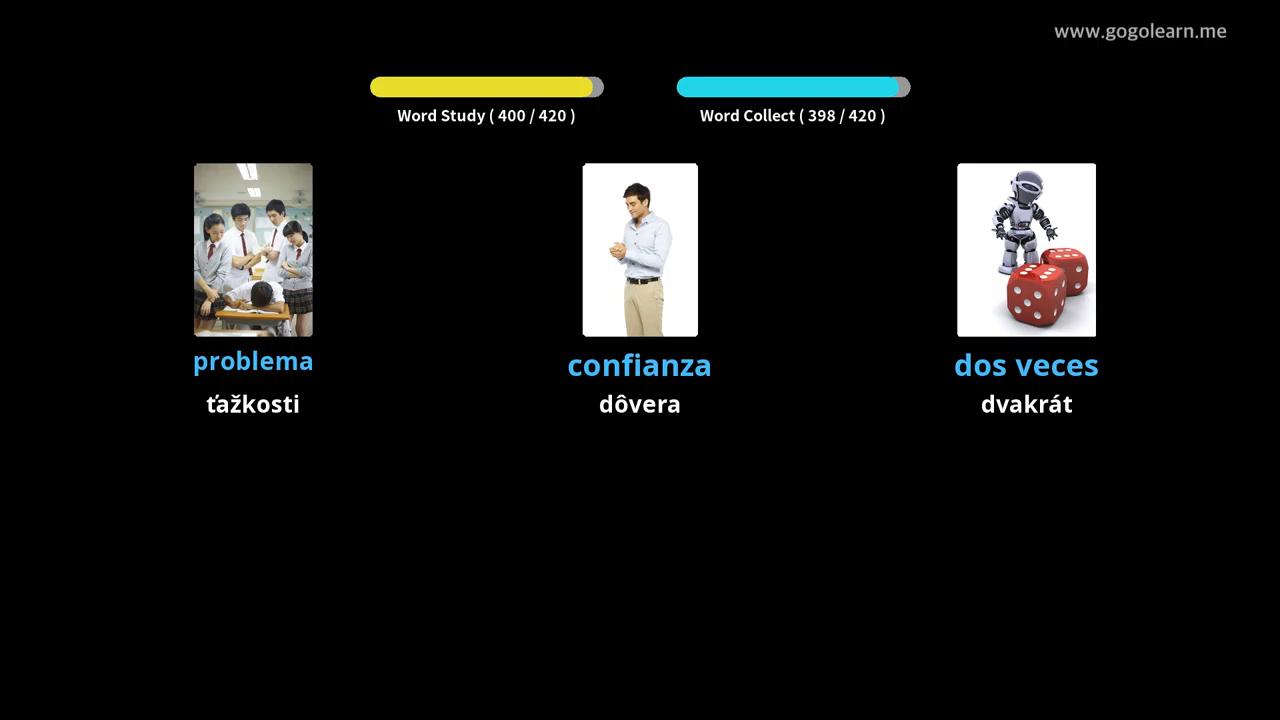 www.gogolearn.me
Word Study ( 400 / 420 )
Word Collect ( 398 / 420 )
problema
confianza
dos veces
ťažkosti
dôvera
dvakrát